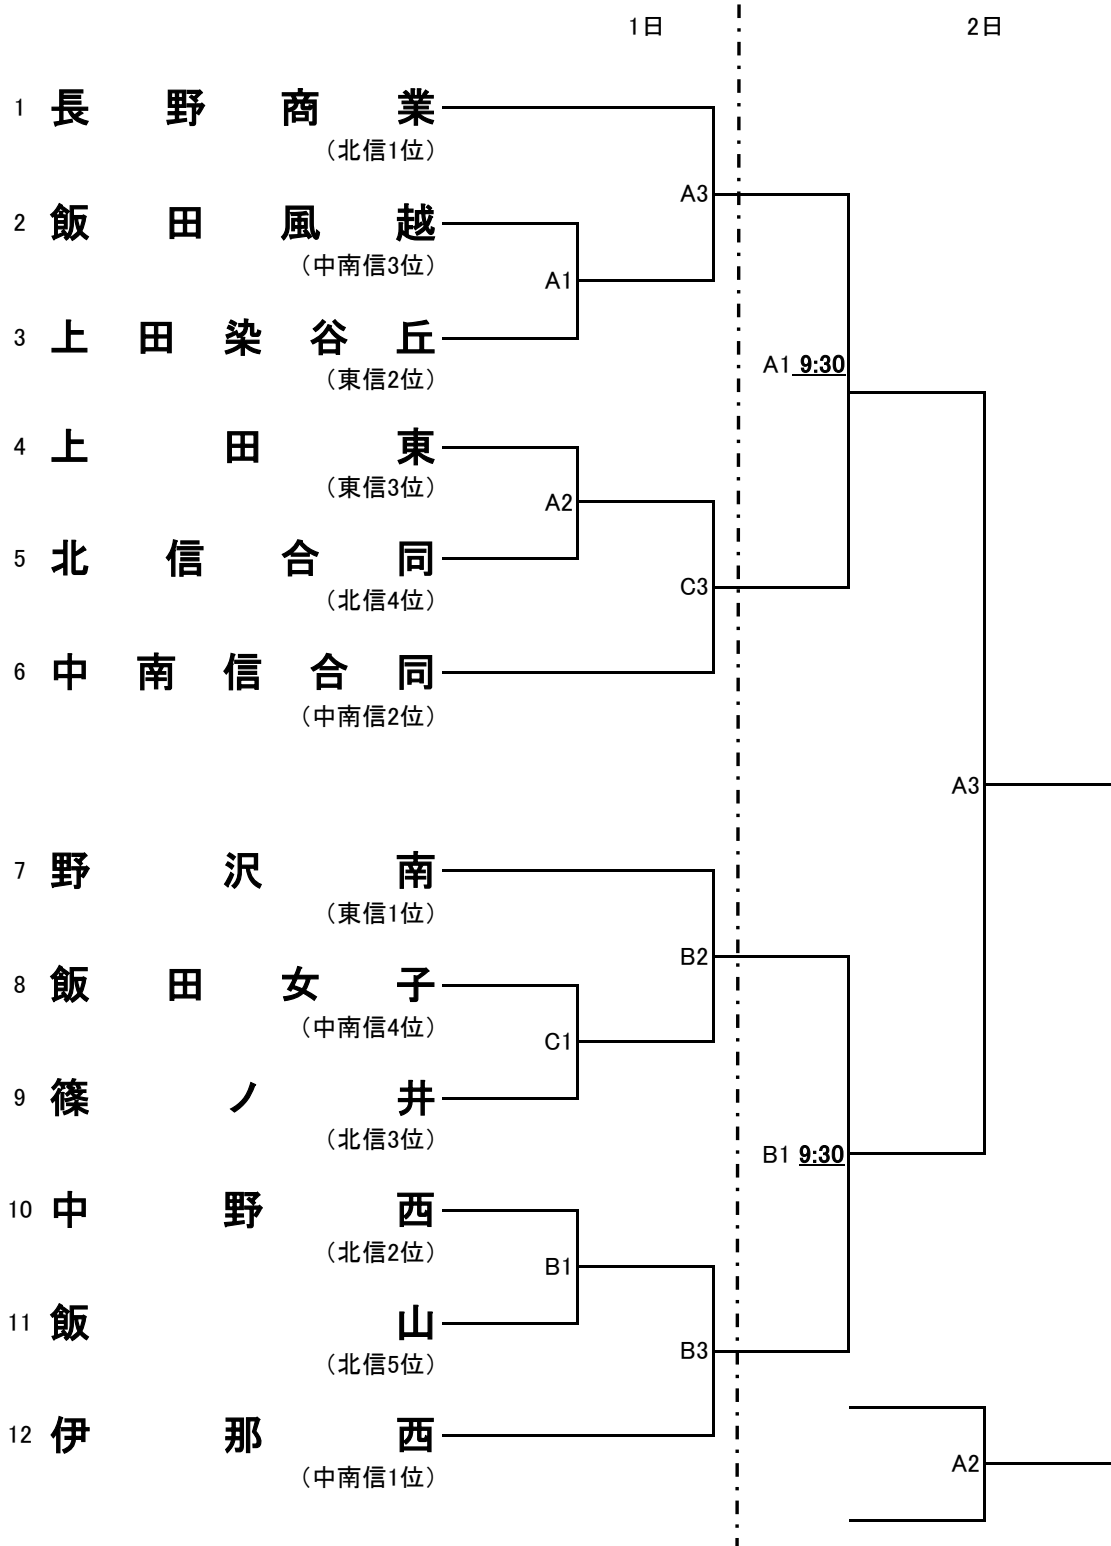 1日 2日
1 長野商業
（北信1位）
A3
2 飯田風越
（中南信3位）
A1
3 上田染谷丘
A1 9:30
（東信2位）
4 上田東
（東信3位）
A2
5 北信合同
C3
（北信4位）
6 中南信合同
（中南信2位）
A3
7 野沢南
（東信1位）
B2
8 飯田女子
（中南信4位）
C1
9 篠ノ井
（北信3位）
B1 9:30
10 中野西
（北信2位）
B1
11 飯山
B3
（北信5位）
12 伊那西
A2
（中南信1位）